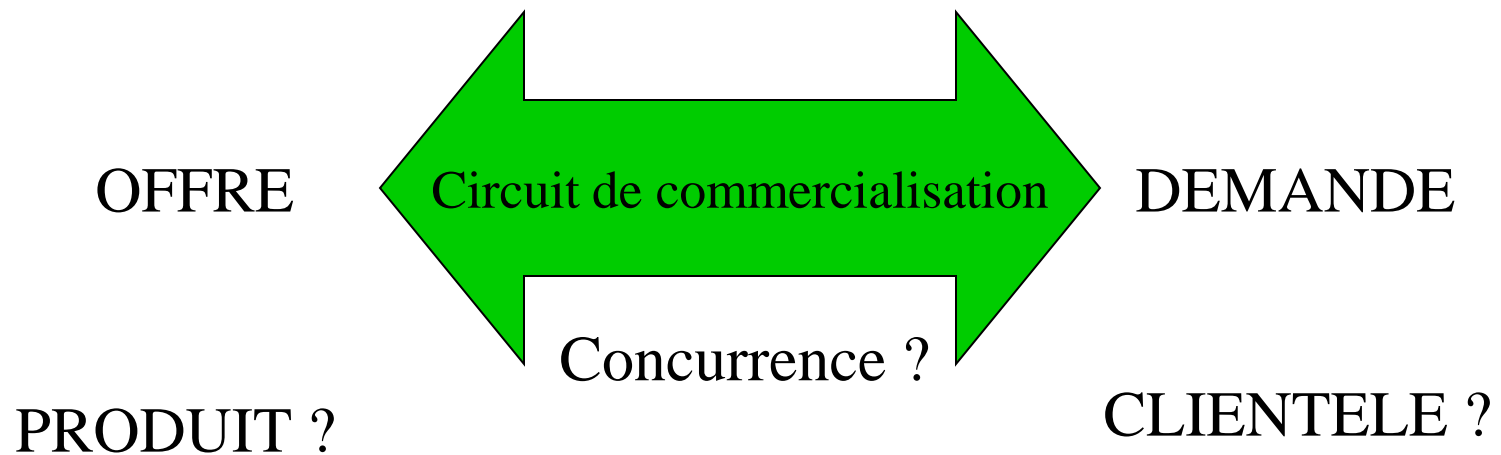 OFFRE
Circuit de commercialisation
DEMANDE
Concurrence ?
PRODUIT ?
CLIENTELE ?